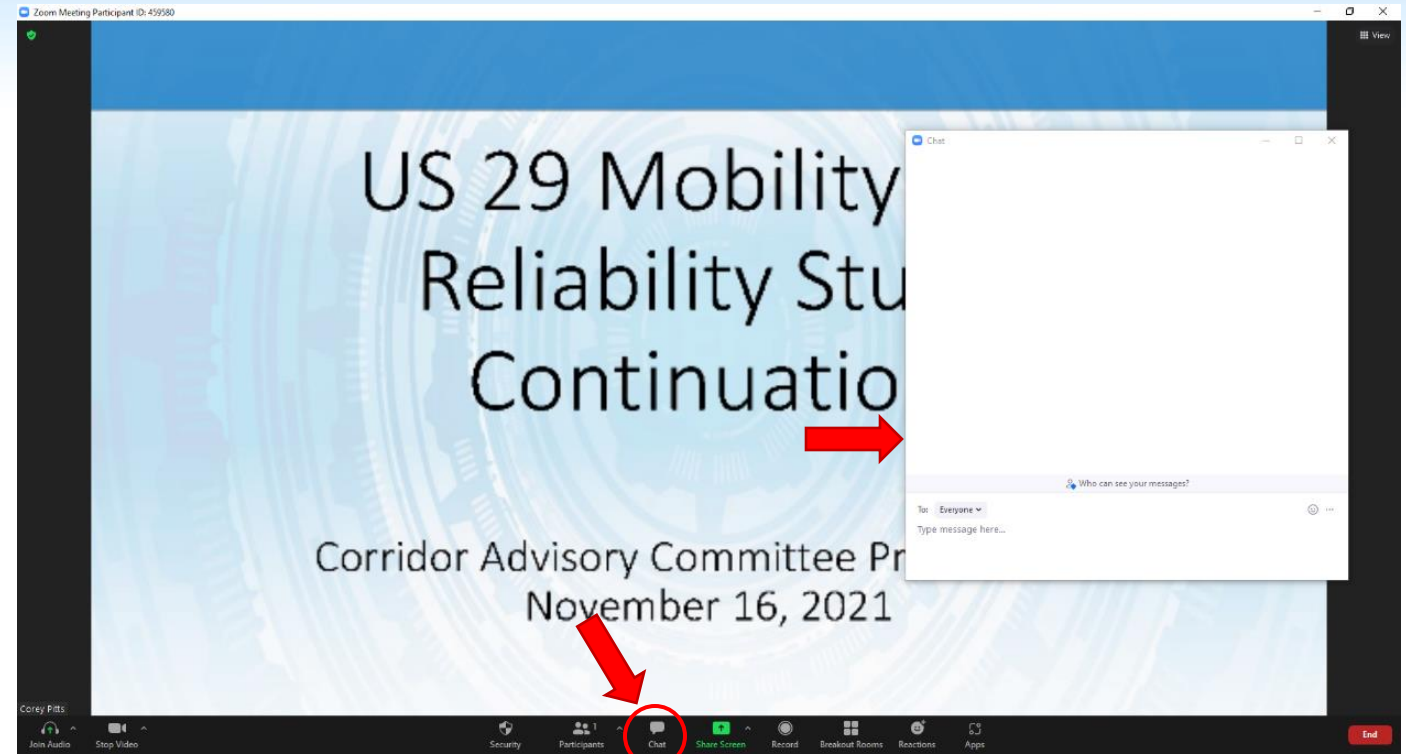 Zoom Meeting Participant ID: 459580
View
US 29 Mobility
Reliability Stu
Continuatio
Corridor Advisory Committee Pr
November 16, 2021
Chat
Who can see your messages?
To: Everyone
Type message here...
Corey Pitts
Join Audio
Stop Video
Security
Participants 1
Chat
Share Screen
Record
Breakout Rooms
Reactions
Apps
End